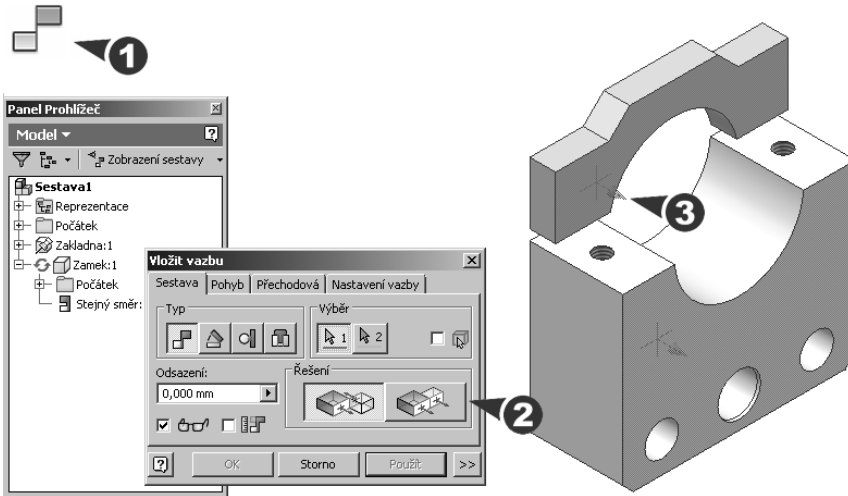 1
Panel Prohlížeč
Model
Zobrazení sestavy
Sestava1
Reprezentace
Počátek
Zakladna:1
Zamek:1
Počátek
Stejný směr:
Vložit vazbu
Sestava Pohyb Přechodová Nastavení vazby
Typ Výběr
1 2
Odsazení: Řešení
0,000 mm
OK Storno Použít >>
2
3